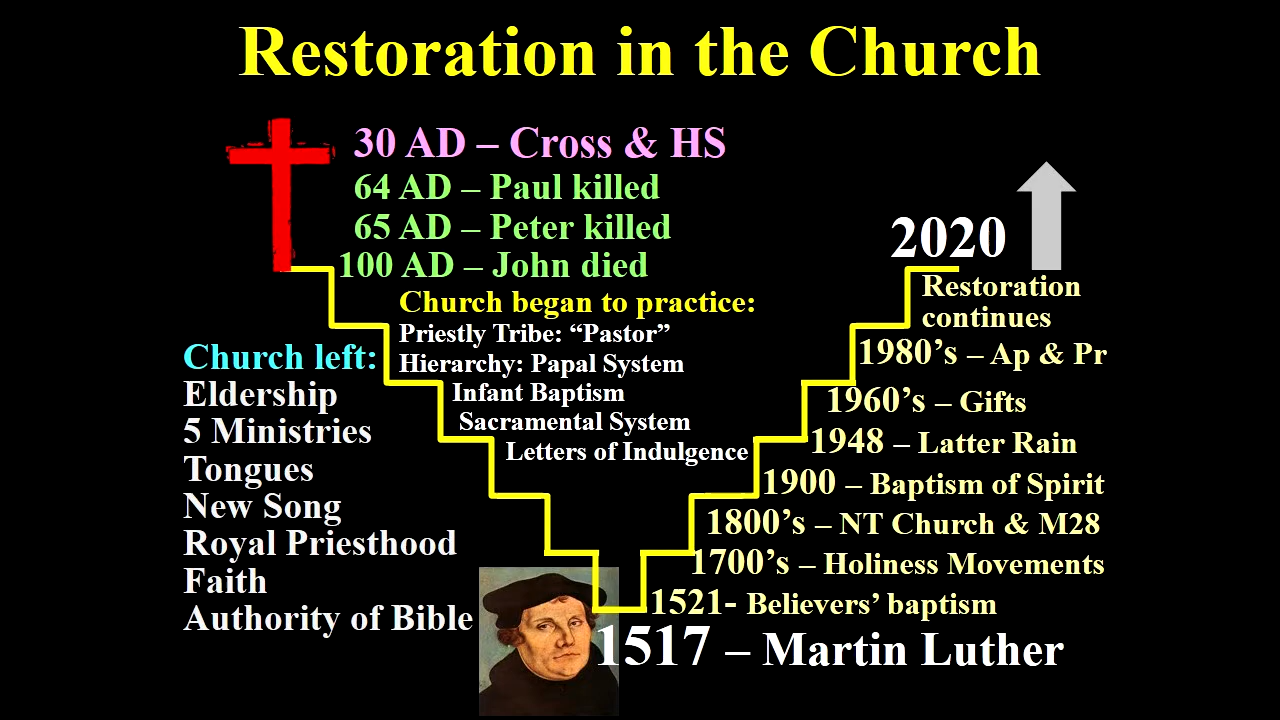 Restoration in the Church
30 AD – Cross & HS
64 AD – Paul killed
65 AD – Peter killed
100 AD – John died
Church began to practice:
Priestly Tribe: “Pastor”
Hierarchy: Papal System
Infant Baptism
Sacramental System
Letters of Indulgence
Church left:
Eldership
5 Ministries
Tongues
New Song
Royal Priesthood
Faith
Authority of Bible
2020
Restoration
continues
1980’s – Ap & Pr
1960’s – Gifts
1948 – Latter Rain
1900 – Baptism of Spirit
1800’s – NT Church & M28
1700’s – Holiness Movements
1521- Believers’ baptism
1517 – Martin Luther